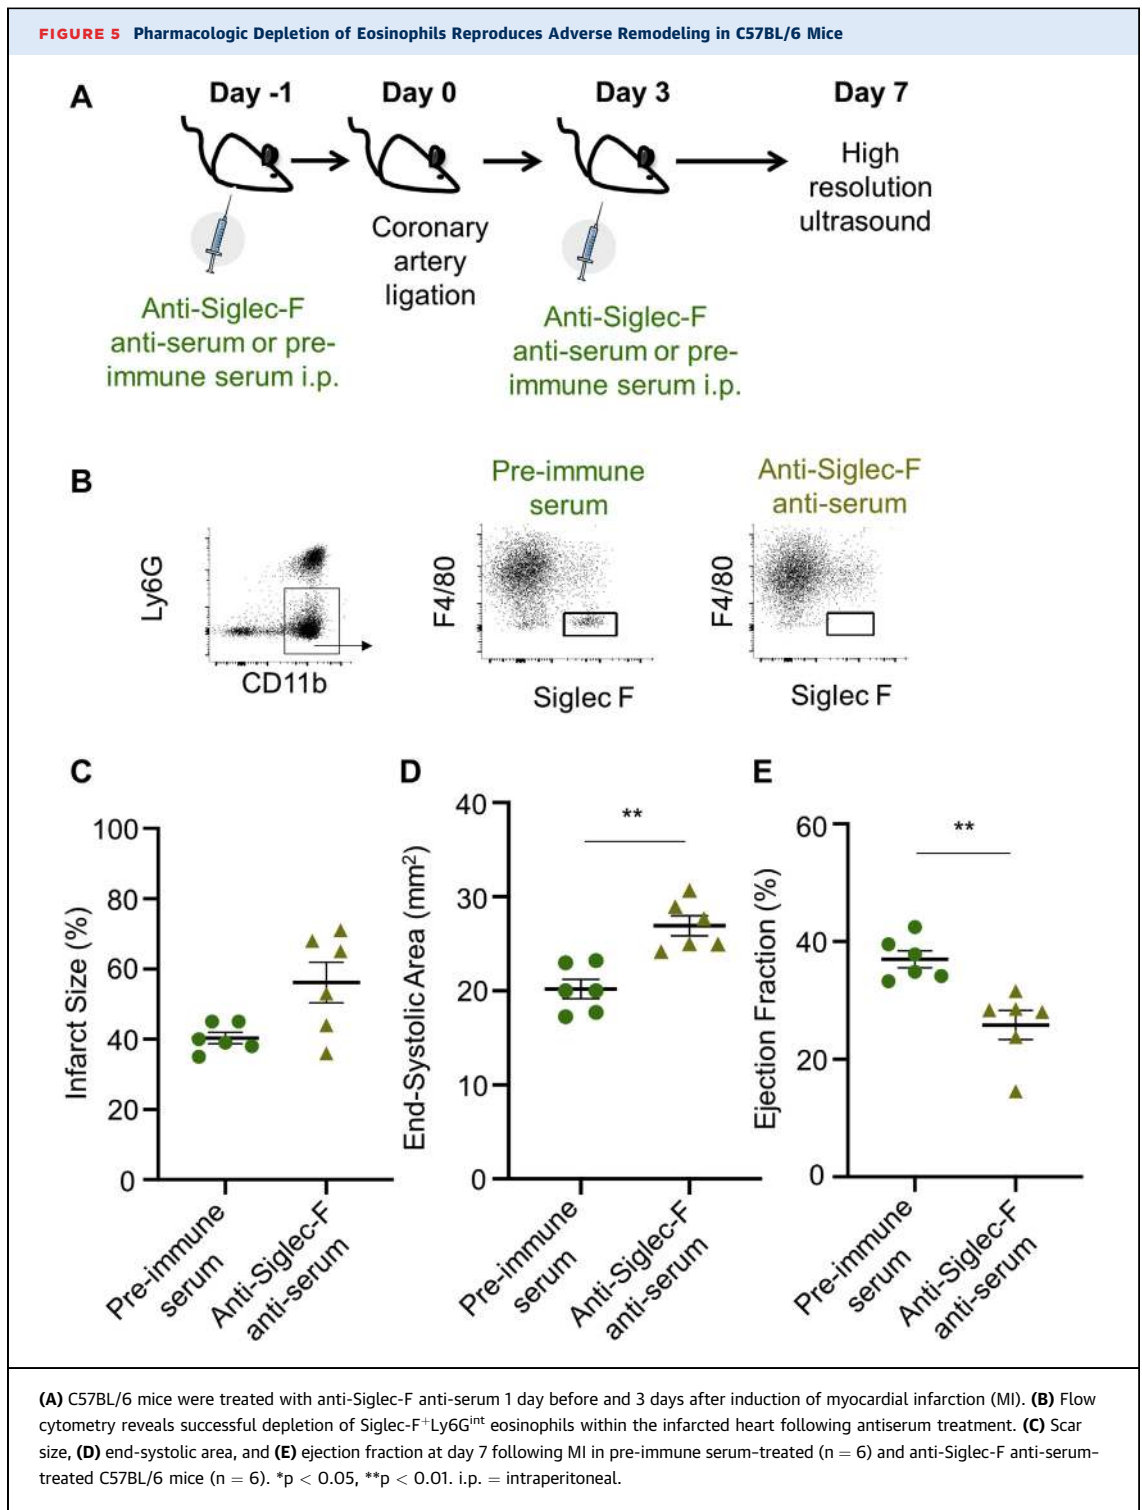 FIGURE 5 Pharmacologic Depletion of Eosinophils Reproduces Adverse Remodeling in C57BL/6 Mice
A
Day -1
Day 0
Day 3
Day 7
High
resolution
ultrasound
Coronary
artery
ligation
Anti-Siglec-F
anti-serum or pre-
immune serum i.p.
Anti-Siglec-F
anti-serum or pre-
immune serum i.p.
B
Pre-immune
serum
Anti-Siglec-F
anti-serum
Ly6G
CD11b
F4/80
Siglec F
F4/80
Siglec F
C
Infarct Size (%)
100
80
60
40
20
0
Pre-immune
serum
Anti-Siglec-F
anti-serum
D
End-Systolic Area (mm²)
40
30
20
10
0
**
Pre-immune
serum
Anti-Siglec-F
anti-serum
E
Ejection Fraction (%)
60
40
20
0
**
Pre-immune
serum
Anti-Siglec-F
anti-serum
(A) C57BL/6 mice were treated with anti-Siglec-F anti-serum 1 day before and 3 days after induction of myocardial infarction (MI). (B) Flow
cytometry reveals successful depletion of Siglec-F⁺Ly6Gⁱⁿᵗ eosinophils within the infarcted heart following antiserum treatment. (C) Scar
size, (D) end-systolic area, and (E) ejection fraction at day 7 following MI in pre-immune serum–treated (n = 6) and anti-Siglec-F anti-serum–
treated C57BL/6 mice (n = 6). *p < 0.05, **p < 0.01. i.p. = intraperitoneal.